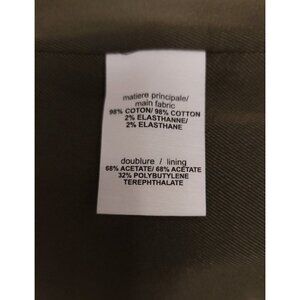 matiere principale/
main fabric
98% COTON/ 98% COTTON
2% ELASTHANNE/
2% ELASTHANE
doublure / lining
68% ACETATE/ 68% ACETATE
32% POLYBUTYLENE
TEREPHTHALATE